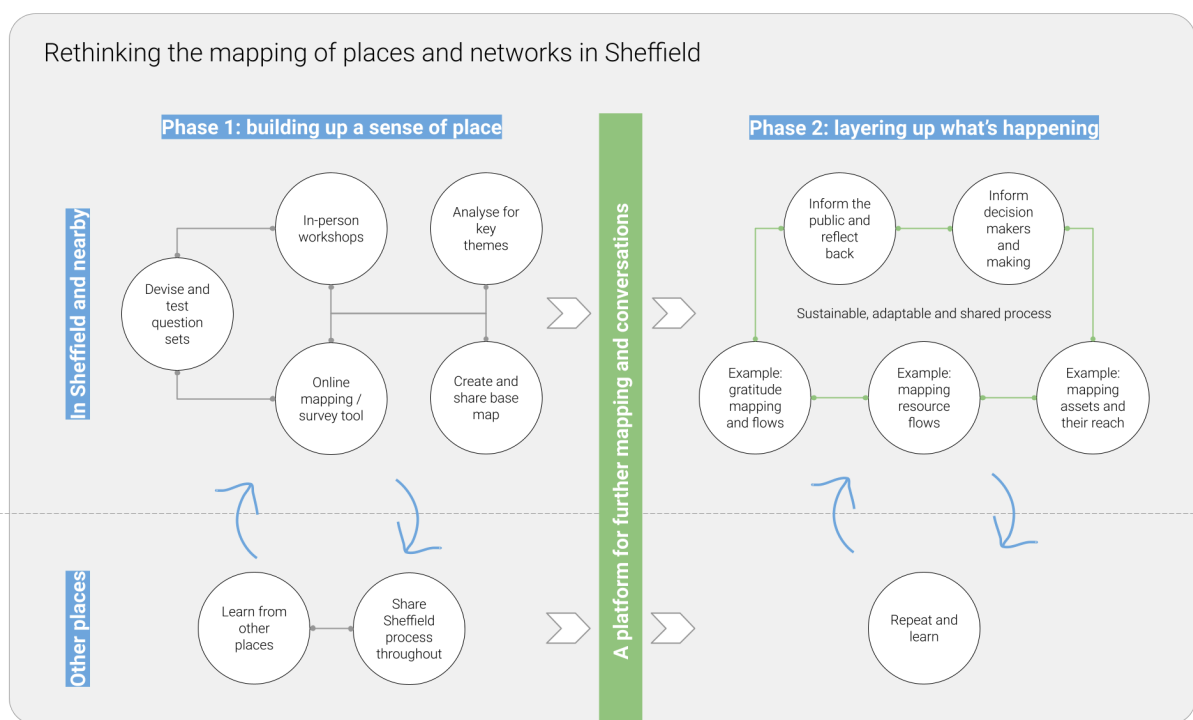 Rethinking the mapping of places and networks in Sheffield
Phase 1: building up a sense of place
In Sheffield and nearby
Devise and
test
question
sets
In-person
workshops
Analyse for
key
themes
Online
mapping /
survey tool
Create and
share base
map
A platform for further mapping and conversations
Phase 2: layering up what's happening
Inform the
public and
reflect
back
Inform
decision
makers
and
making
Sustainable, adaptable and shared process
Example:
gratitude
mapping
and flows
Example:
mapping
resource
flows
Example:
mapping
assets and
their reach
Other places
Learn from
other
places
Share
Sheffield
process
throughout
Repeat and
learn